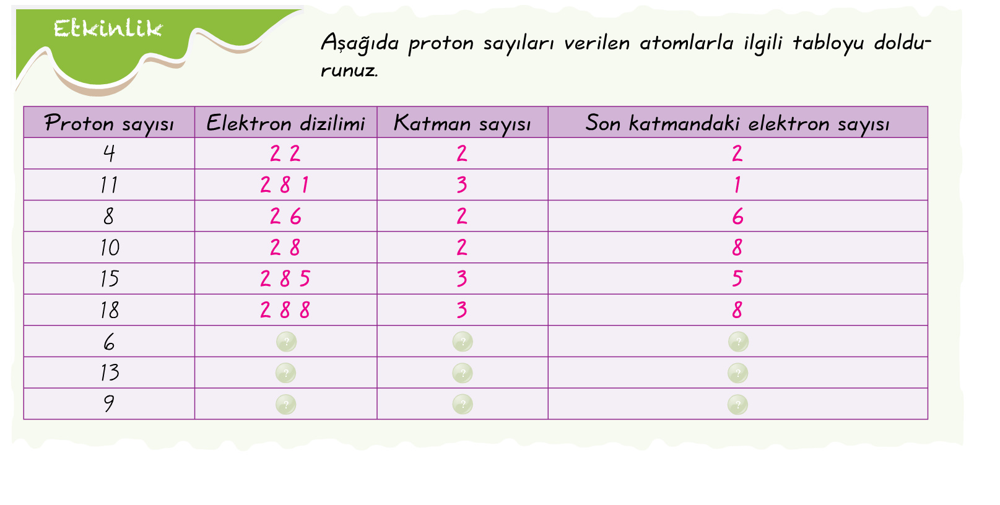 Etkinlik
Aşağıda proton sayıları verilen atomlarla ilgili tabloyu doldu-
runuz.
Proton sayısı Elektron dizilimi Katman sayısı Son katmandaki elektron sayısı
4 2 2 2 2
11 2 8 1 3 1
8 2 6 2 6
10 2 8 2 8
15 2 8 5 3 5
18 2 8 8 3 8
6 ? ? ?
13 ? ? ?
9 ? ? ?